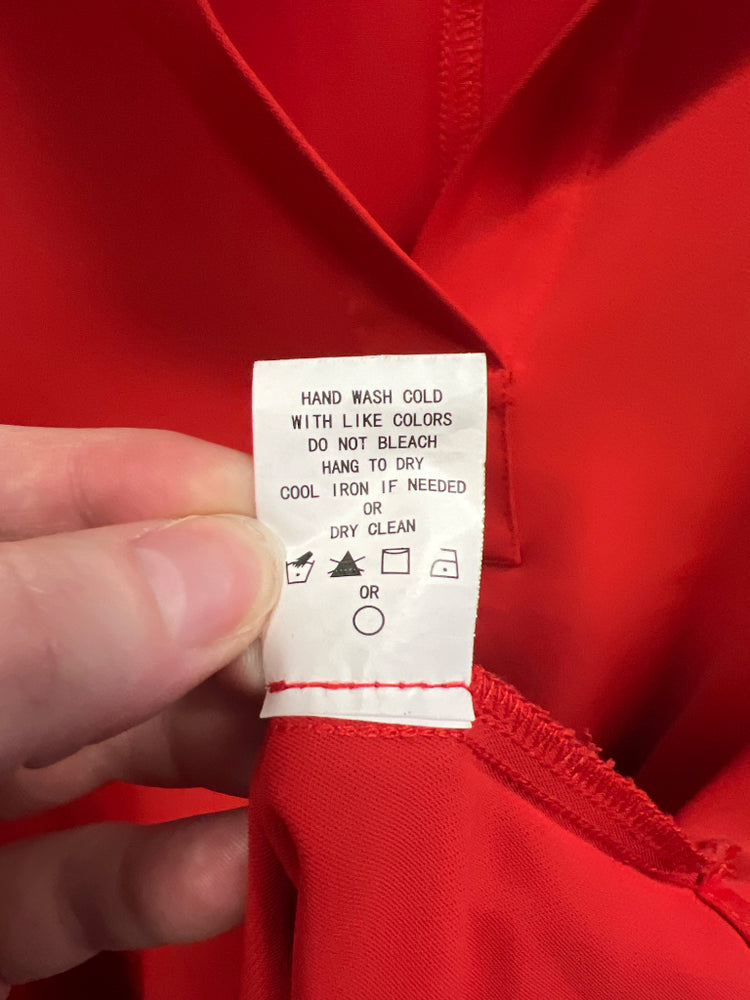 HAND WASH COLD
WITH LIKE COLORS
DO NOT BLEACH
HANG TO DRY
COOL IRON IF NEEDED
OR
DRY CLEAN
OR